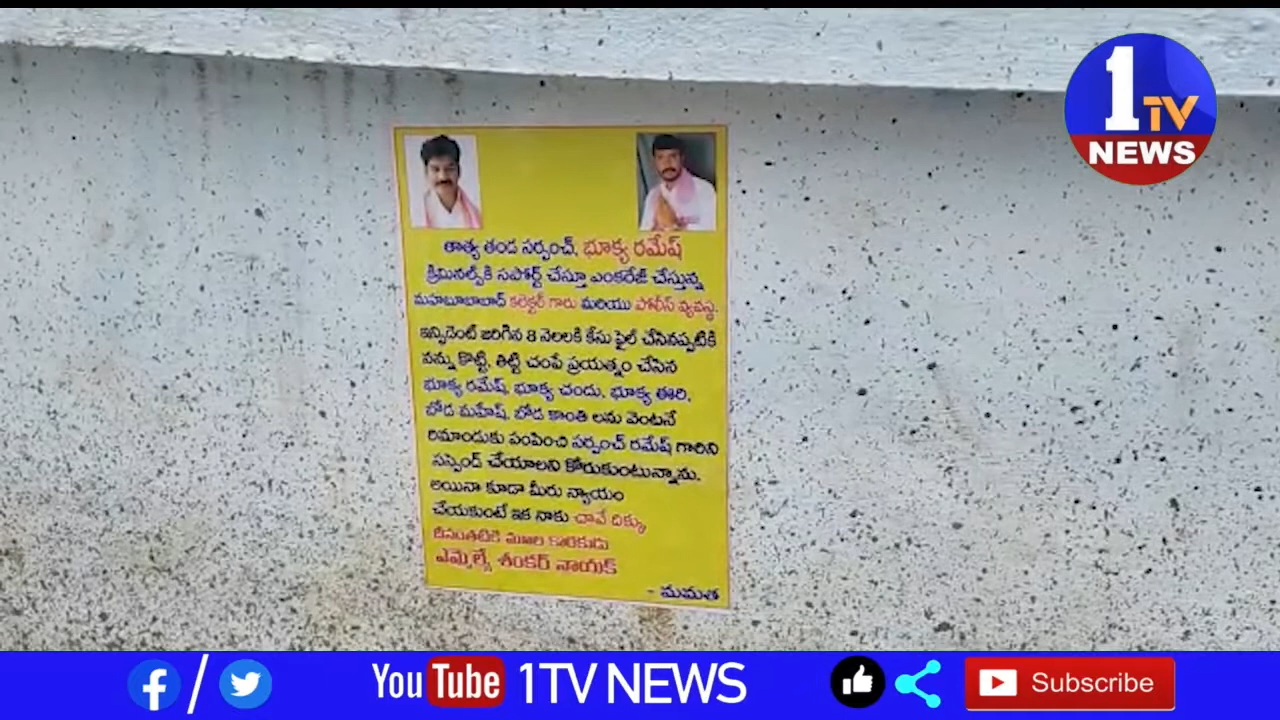 1TV
NEWS
తాత్య తండ సర్పంచ్, భూక్య రమేష్
క్రిమినల్స్‌కి సపోర్ట్ చేస్తూ ఎంకరేజ్ చేస్తున్న
మహబూబాబాద్ కలెక్టర్ గారు మరియు పోలీస్ వ్యవస్థ.
ఇన్సిడెంట్ జరిగిన 8 నెలలకి కేసు ఫైల్ చేసినప్పటికి
నన్ను కొట్టి, తిట్టి చంపే ప్రయత్నం చేసిన
భూక్య రమేష్, భూక్య చందు, భూక్య ఈరి,
బోడ మహేష్, బోడ కాంతి లను వెంటనే
రిమాండుకు పంపించి సర్పంచ్ రమేష్ గారిని
సస్పెండ్ చేయాలని కోరుకుంటున్నాను.
అయినా కూడా మీరు న్యాయం
చేయకుంటే ఇక నాకు చావే దిక్కు
దీనంతటికి మూల కారకుడు
ఎమ్మెల్యే శంకర్ నాయక్
- మమత
YouTube 1TV NEWS Subscribe